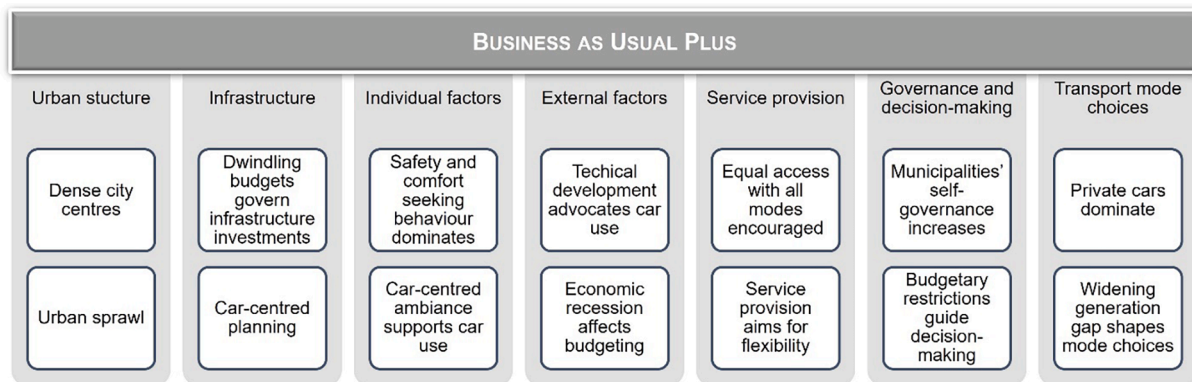 BUSINESS AS USUAL PLUS
Urban stucture
Infrastructure
Individual factors
External factors
Service provision
Governance and
decision-making
Transport mode
choices
Dense city
centres
Dwindling
budgets
govern
infrastructure
investments
Safety and
comfort
seeking
behaviour
dominates
Techical
development
advocates car
use
Equal access
with all
modes
encouraged
Municipalities’
self-
governance
increases
Private cars
dominate
Urban sprawl
Car-centred
planning
Car-centred
ambiance
supports car
use
Economic
recession
affects
budgeting
Service
provision
aims for
flexibility
Budgetary
restrictions
guide
decision-
making
Widening
generation
gap shapes
mode choices